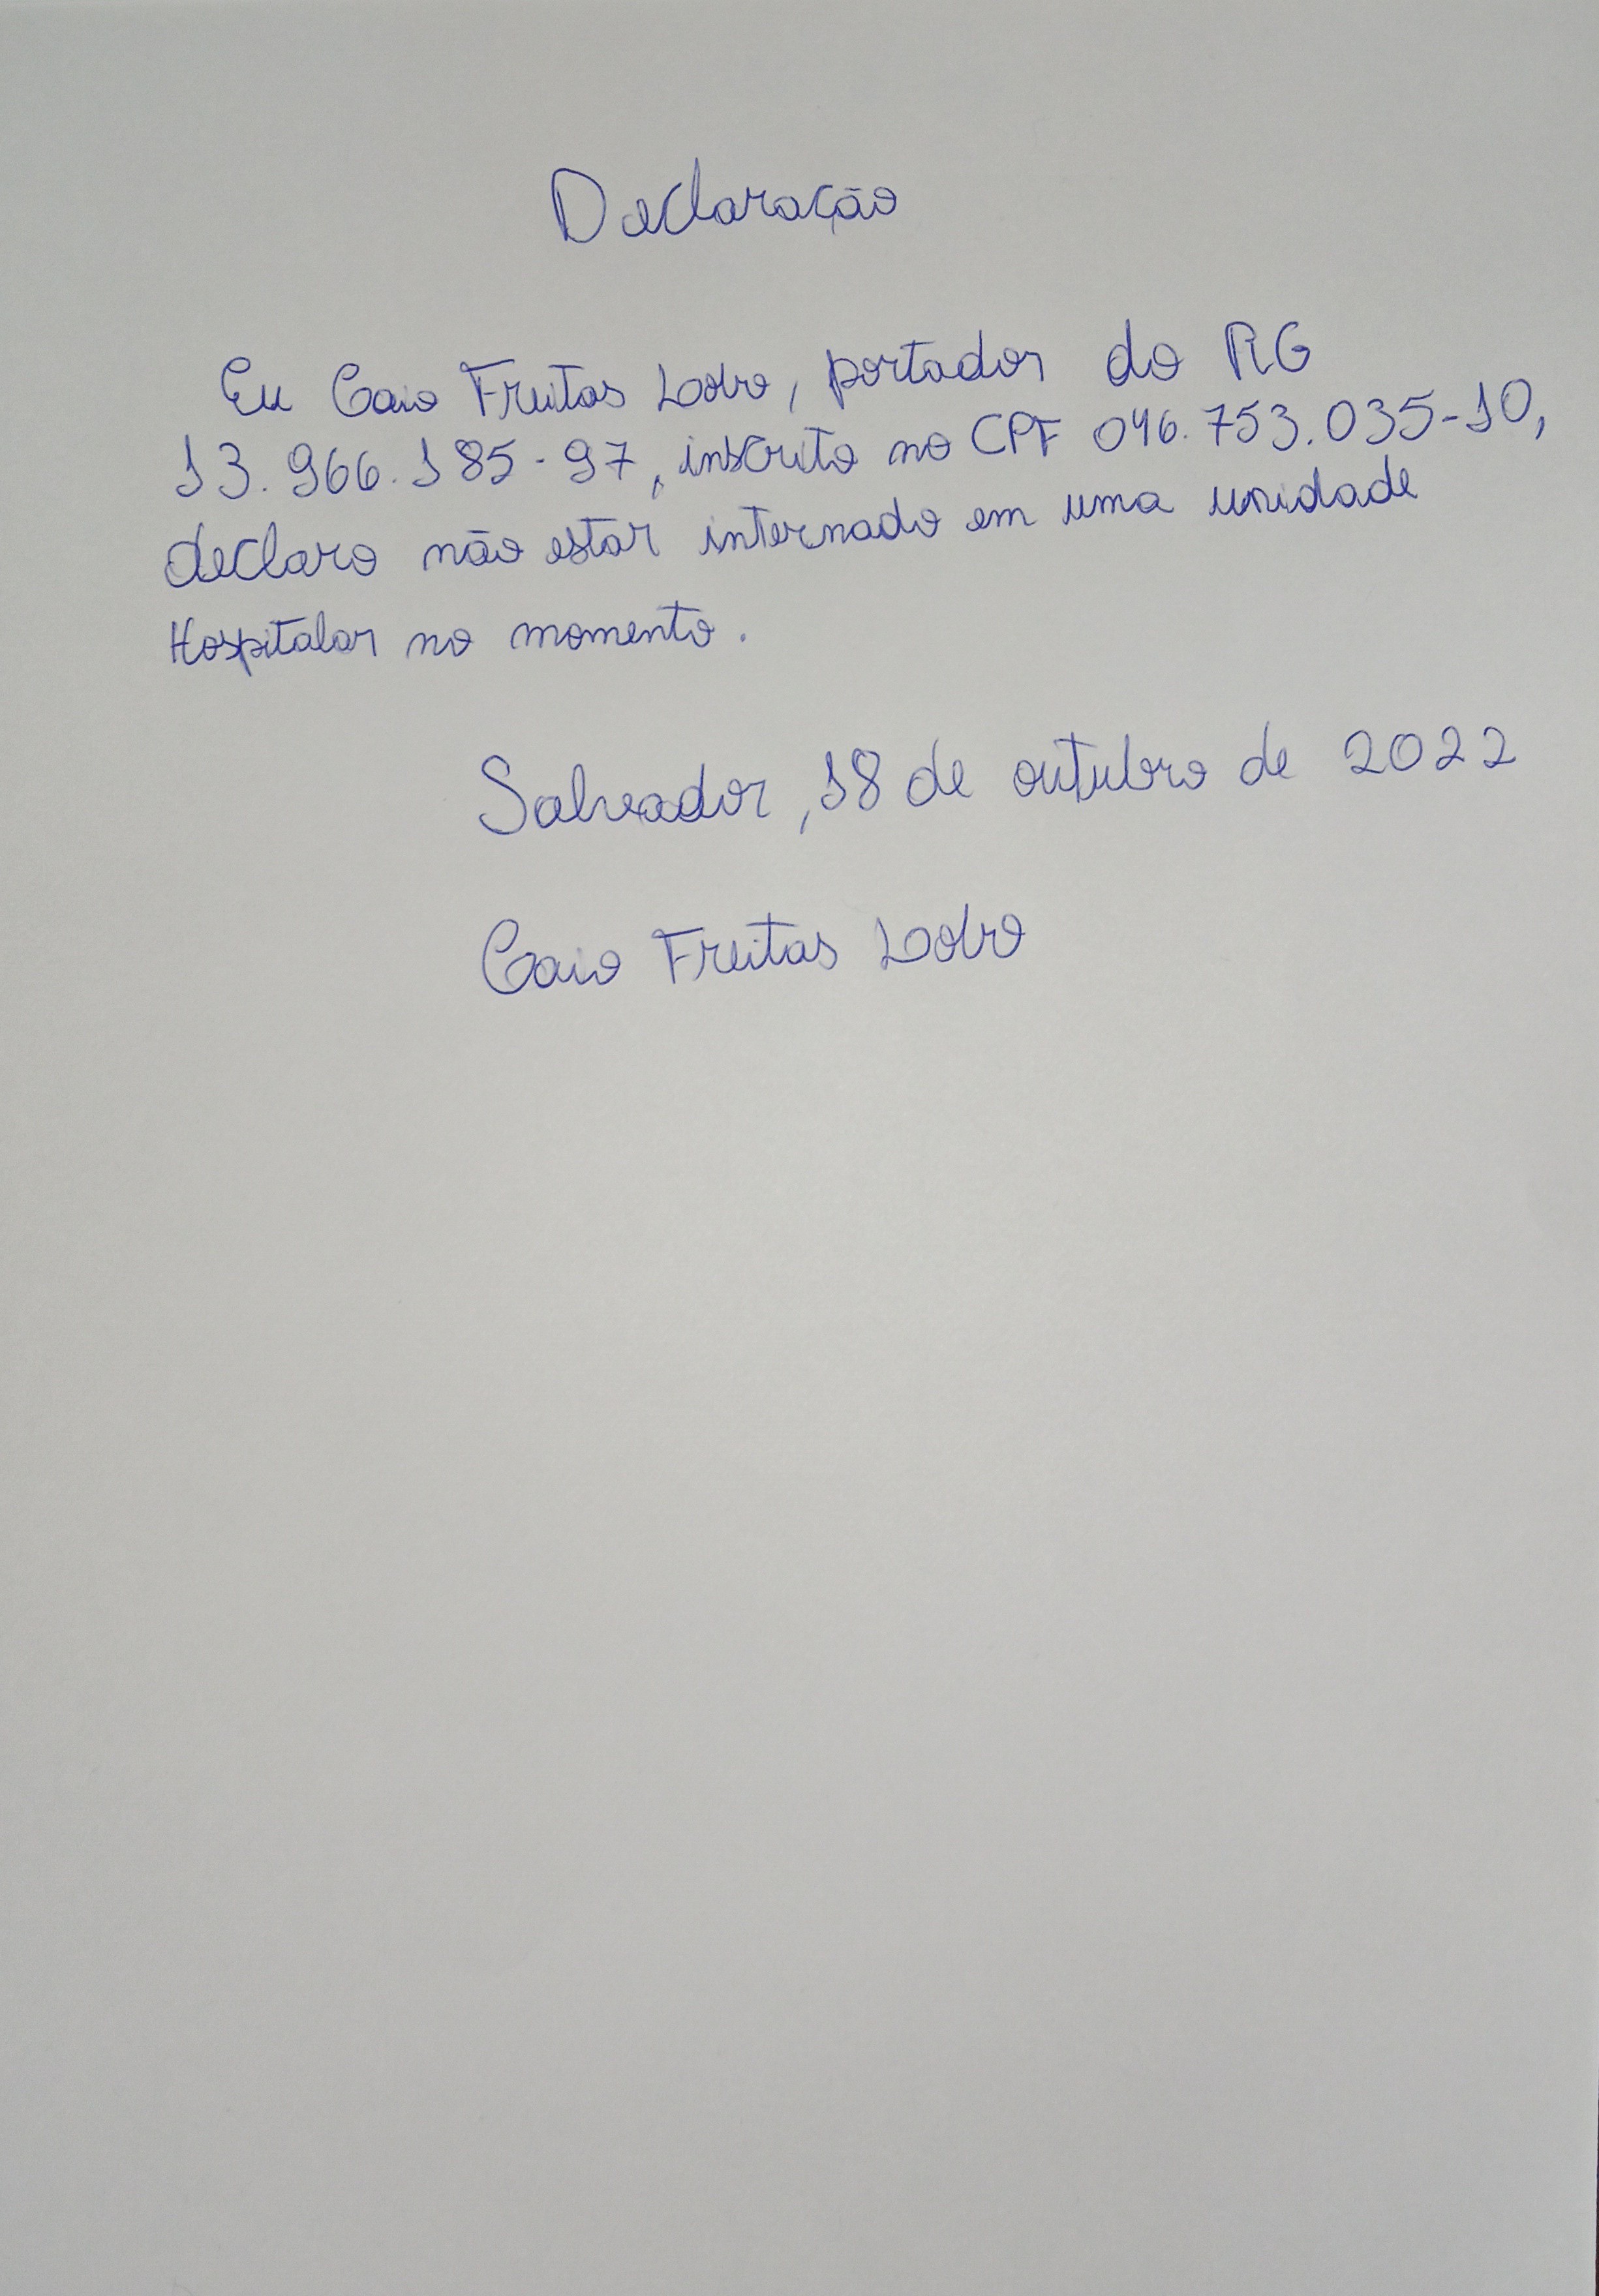 Declaração
Eu Caio Freitas Lobo, portador do RG
13.966.185-97, inscrito no CPF 046.753.035-10,
declaro não estar internado em uma unidade
Hospitalar no momento.
Salvador, 18 de outubro de 2022
Caio Freitas Lobo